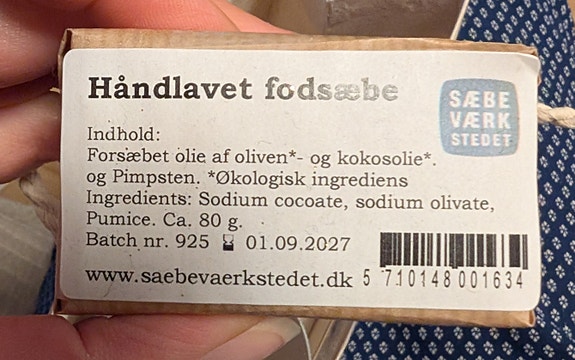 Håndlavet fodsæbe
SÆBE
VÆRK
STEDET
Indhold:
Forsæbet olie af oliven*- og kokosolie*.
og Pimpsten. *Økologisk ingrediens
Ingredients: Sodium cocoate, sodium olivate,
Pumice. Ca. 80 g.
Batch nr. 925 01.09.2027
www.saebevaerkstedet.dk
5 710148 001634